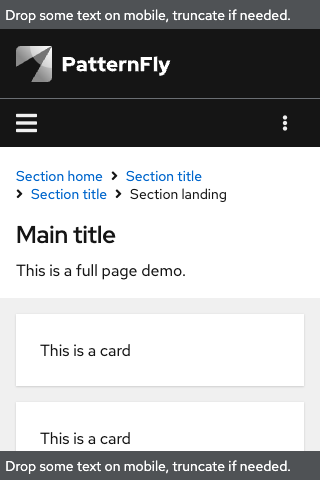 Drop some text on mobile, truncate if needed.
PatternFly
Section home > Section title
> Section title > Section landing
Main title
This is a full page demo.
This is a card
This is a card
Drop some text on mobile, truncate if needed.